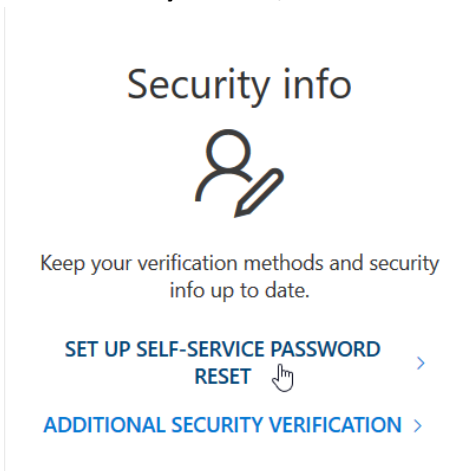 Security info
Keep your verification methods and security
info up to date.
SET UP SELF-SERVICE PASSWORD
RESET
ADDITIONAL SECURITY VERIFICATION